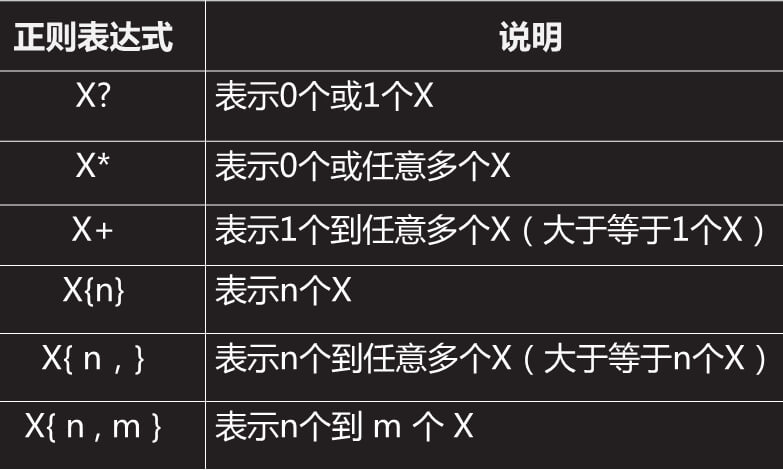 正则表达式 说明
X? 表示0个或1个X
X* 表示0个或任意多个X
X+ 表示1个到任意多个X（大于等于1个X）
X{n} 表示n个X
X{ n , } 表示n个到任意多个X（大于等于n个X）
X{ n , m } 表示n个到 m 个 X